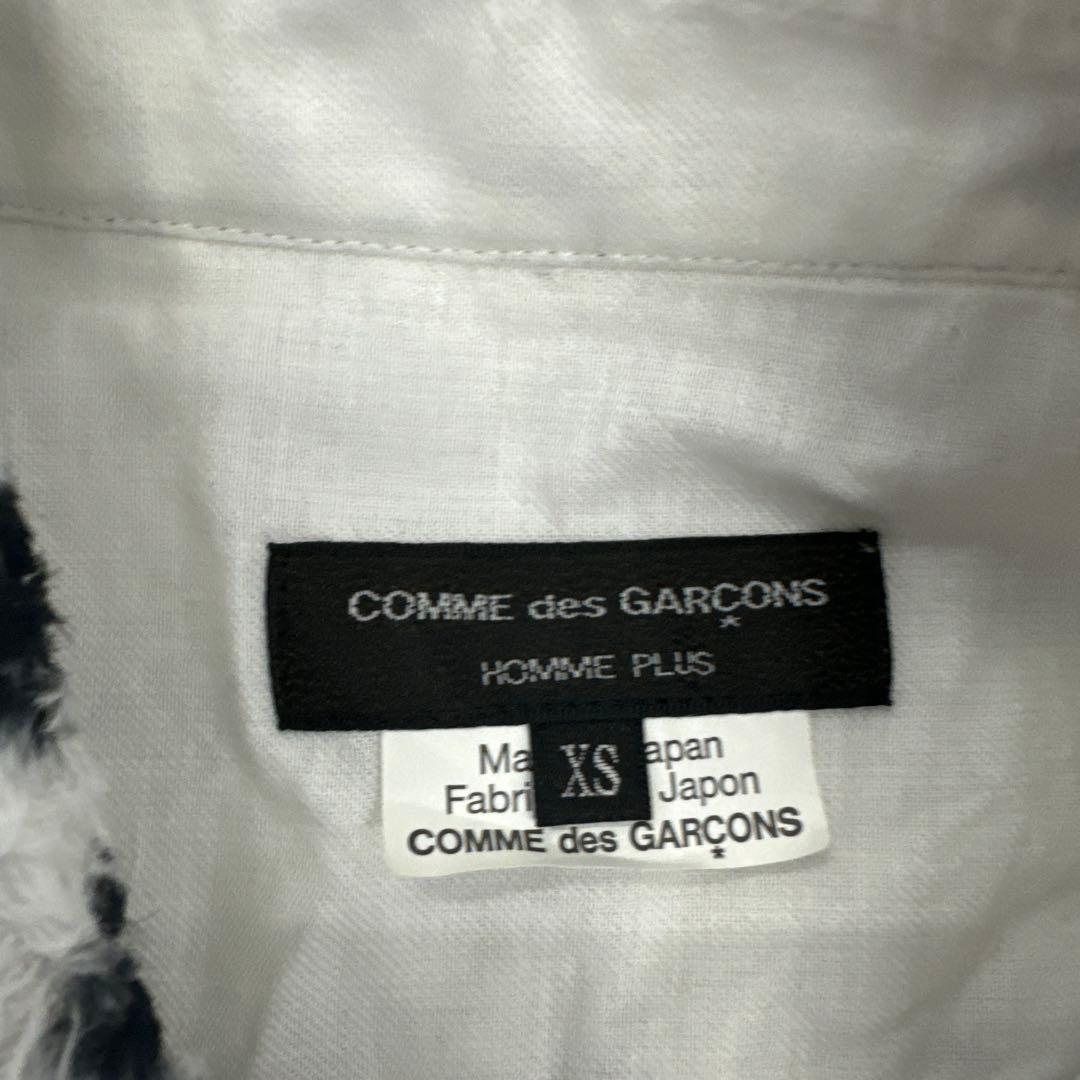 COMME des GARÇONS
HOMME PLUS
XS
Ma apan
Fabri Japon
COMME des GARÇONS